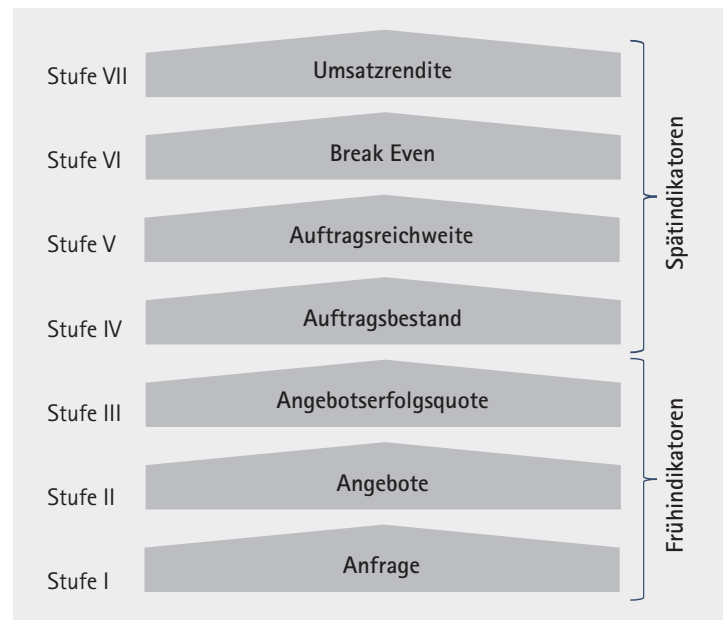 Stufe VII
Umsatzrendite
Stufe VI
Break Even
Stufe V
Auftragsreichweite
Stufe IV
Auftragsbestand
Spätindikatoren
Stufe III
Angebotserfolgsquote
Stufe II
Angebote
Stufe I
Anfrage
Frühindikatoren